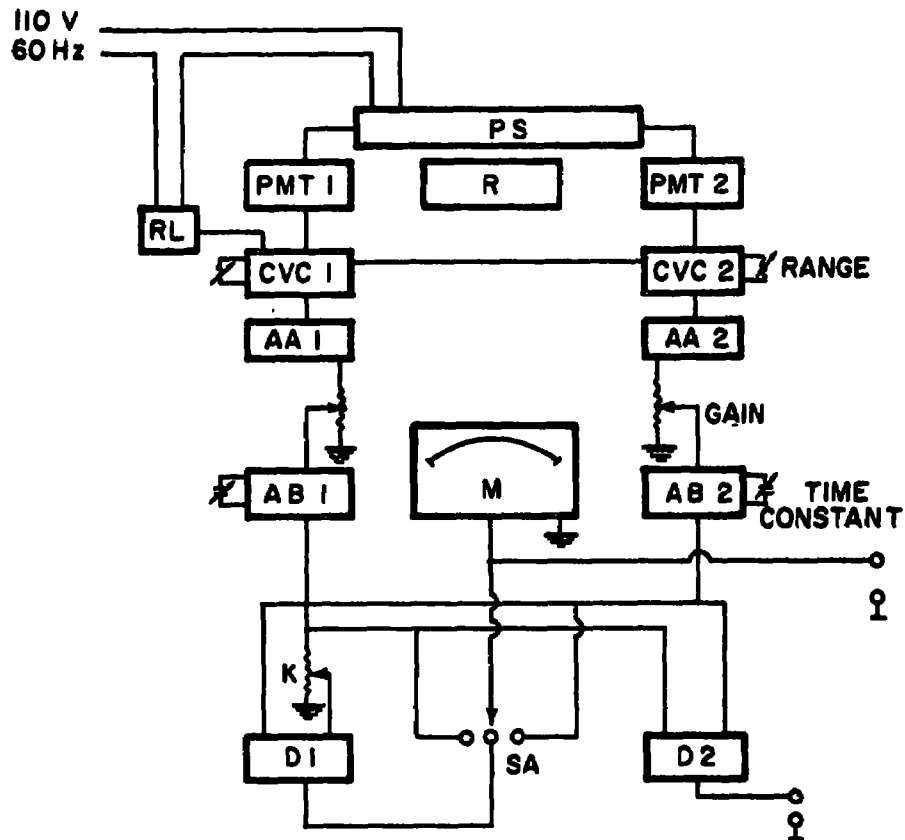 110 V
60 Hz
PS
PMT 1
R
PMT 2
RL
CVC 1
CVC 2
RANGE
AA 1
AA 2
GAIN
M
AB 1
AB 2
TIME
CONSTANT
K
D1
SA
D2